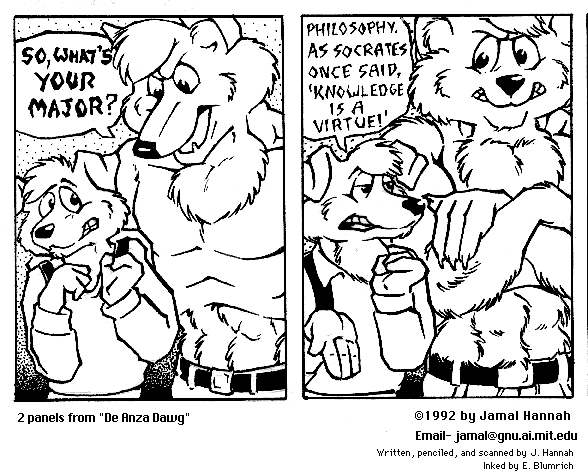 SO, WHAT'S
YOUR
MAJOR?
PHILOSOPHY.
AS SOCRATES
ONCE SAID,
'KNOWLEDGE
IS A
VIRTUE!'
2 panels from "De Anza Dawg"
©1992 by Jamal Hannah
Email- jamal@gnu.ai.mit.edu
Written, penciled, and scanned by J. Hannah
Inked by E. Blumrich